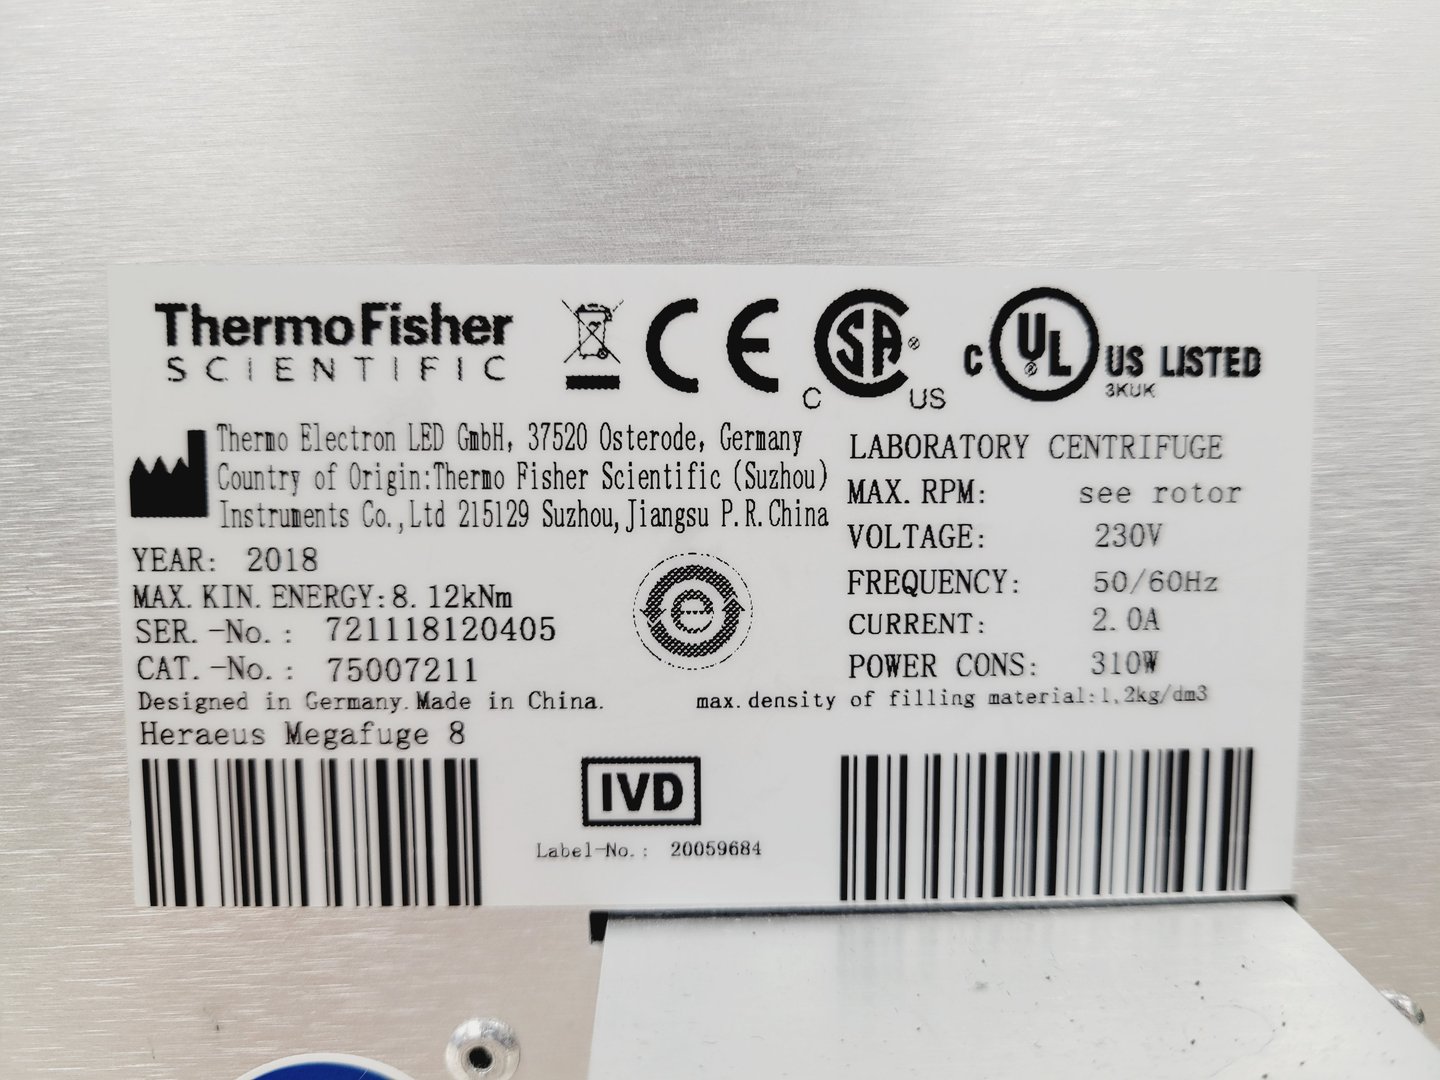 ThermoFisher
SCIENTIFIC
CE
C SA ® US
C UL ® US LISTED
3KUK
Thermo Electron LED GmbH, 37520 Osterode, Germany
Country of Origin:Thermo Fisher Scientific (Suzhou)
Instruments Co.,Ltd 215129 Suzhou,Jiangsu P.R.China
YEAR: 2018
MAX. KIN. ENERGY:8.12kNm
SER.-No.: 721118120405
CAT.-No.: 75007211
Designed in Germany.Made in China.
Heraeus Megafuge 8
e
LABORATORY CENTRIFUGE
MAX. RPM: see rotor
VOLTAGE: 230V
FREQUENCY: 50/60Hz
CURRENT: 2.0A
POWER CONS: 310W
max.density of filling material:1,2kg/dm3
IVD
Label-No.: 20059684